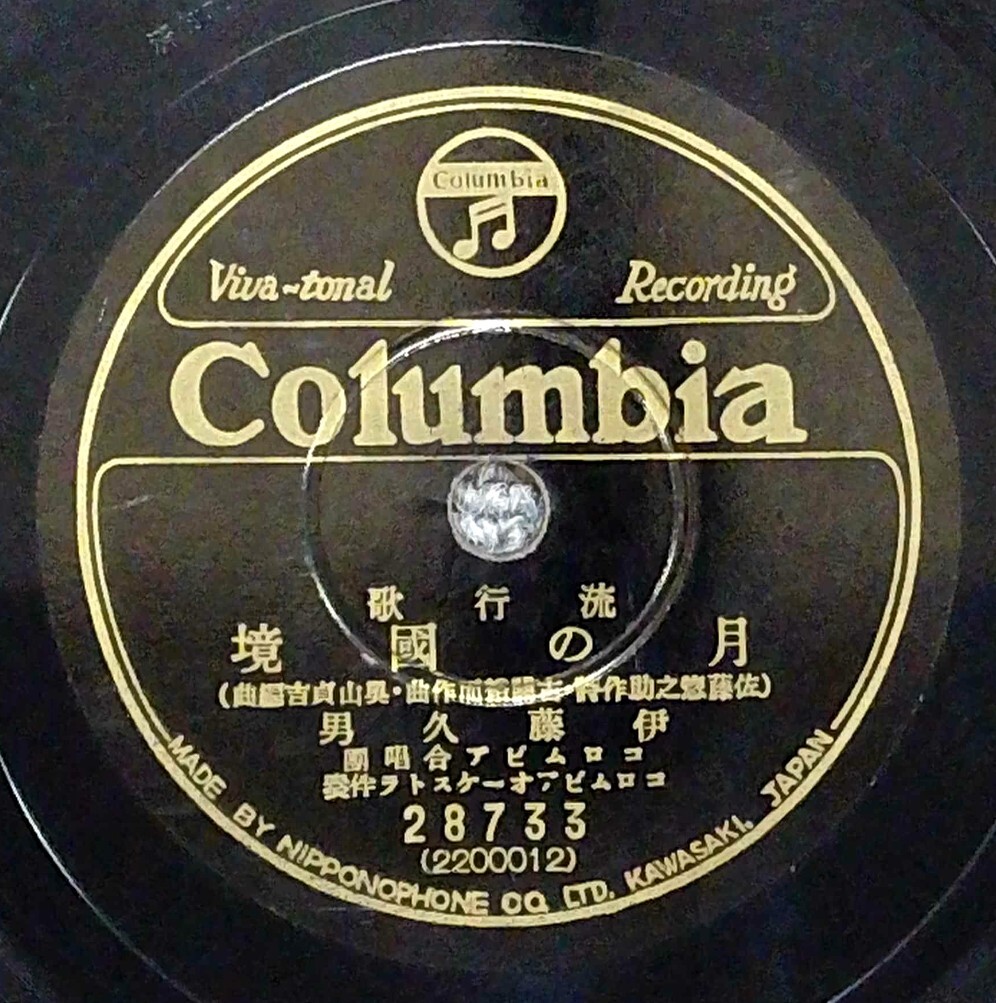 Columbia
Viva-tonal Recording
Columbia
流行歌
月の國境
(佐藤惣之助作詩・古關裕而作曲・奥山貞吉編曲)
伊藤久男
コロムビア合唱團
コロムビア・オーケストラ伴奏
28733
(2200012)
MADE BY NIPPONOPHONE CO. LTD. KAWASAKI, JAPAN